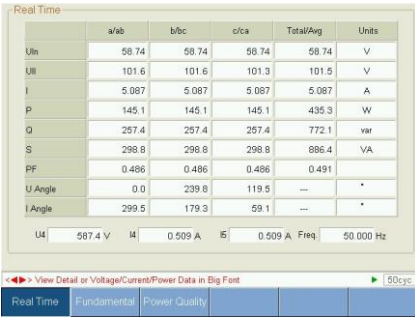 Real Time
a/ab b/bc c/ca Total/Avg Units
Uln 58.74 58.74 58.74 58.74 V
Ull 101.6 101.6 101.3 101.5 V
I 5.087 5.087 5.087 5.087 A
P 145.1 145.1 145.1 435.3 W
Q 257.4 257.4 257.4 772.1 var
S 298.8 298.8 298.8 886.4 VA
PF 0.486 0.486 0.486 0.491
U Angle 0.0 239.8 119.5 --- °
I Angle 299.5 179.3 59.1 --- °
U4 587.4 V I4 0.509 A I5 0.509 A Freq. 50.000 Hz
<◀▶> View Detail or Voltage/Current/Power Data in Big Font ▶ 50cyc
Real Time Fundamental Power Quality